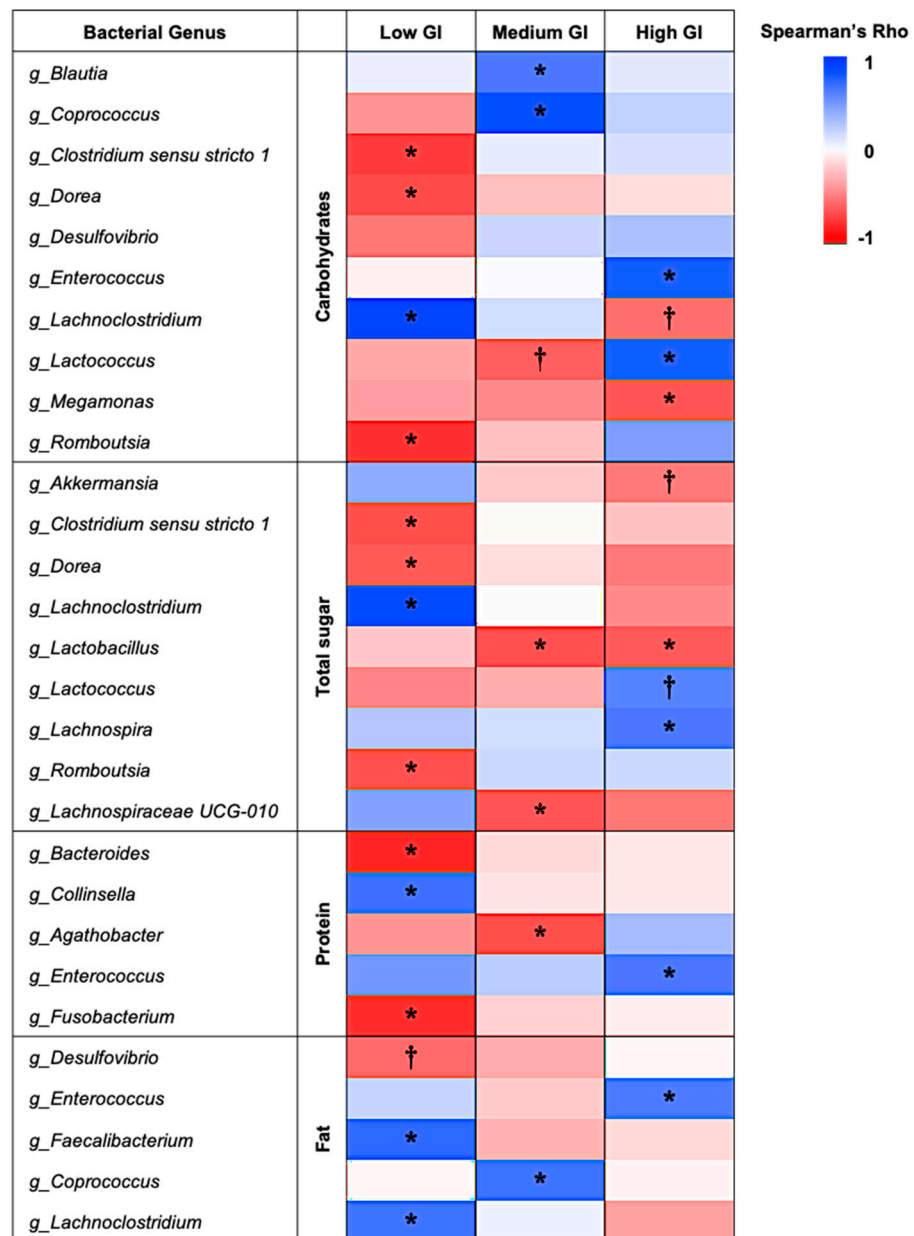 Bacterial Genus Low GI Medium GI High GI Spearman's Rho
1
0
-1
Carbohydrates
g_Blautia *
g_Coprococcus *
g_Clostridium sensu stricto 1 *
g_Dorea *
g_Desulfovibrio
g_Enterococcus *
g_Lachnoclostridium * †
g_Lactococcus † *
g_Megamonas *
g_Romboutsia *
Total sugar
g_Akkermansia †
g_Clostridium sensu stricto 1 *
g_Dorea *
g_Lachnoclostridium *
g_Lactobacillus * *
g_Lactococcus †
g_Lachnospira *
g_Romboutsia *
g_Lachnospiraceae UCG-010 *
Protein
g_Bacteroides *
g_Collinsella *
g_Agathobacter *
g_Enterococcus *
g_Fusobacterium *
Fat
g_Desulfovibrio †
g_Enterococcus *
g_Faecalibacterium *
g_Coprococcus *
g_Lachnoclostridium *